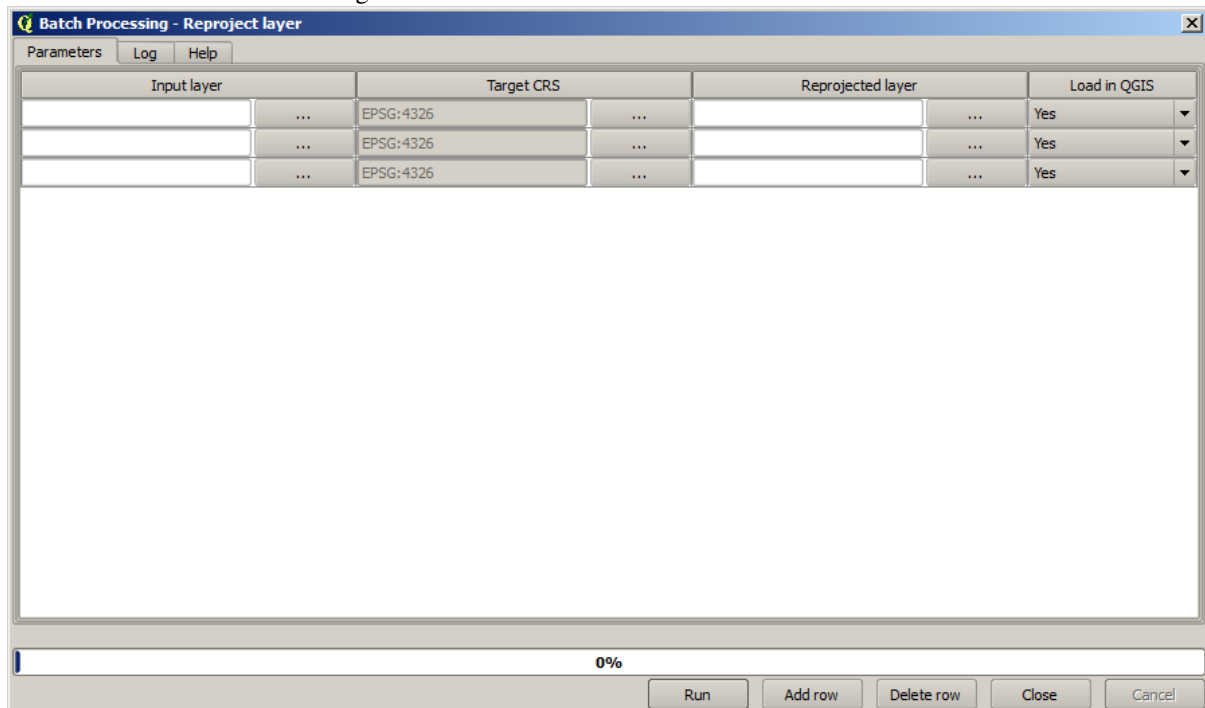 Batch Processing - Reproject layer
Parameters Log Help
Input layer Target CRS Reprojected layer Load in QGIS
... EPSG:4326 ... ... Yes
... EPSG:4326 ... ... Yes
... EPSG:4326 ... ... Yes
0%
Run Add row Delete row Close Cancel